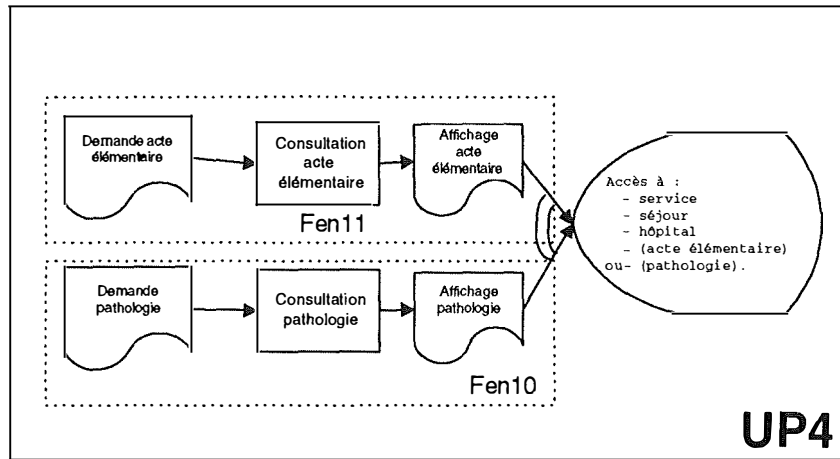 Demande acte
élémentaire
Consultation
acte
élémentaire
Affichage
acte
élémentaire
Fen11
Demande
pathologie
Consultation
pathologie
Affichage
pathologie
Fen10
Accès à :
- service
- séjour
- hôpital
- (acte élémentaire)
ou- (pathologie).
UP4